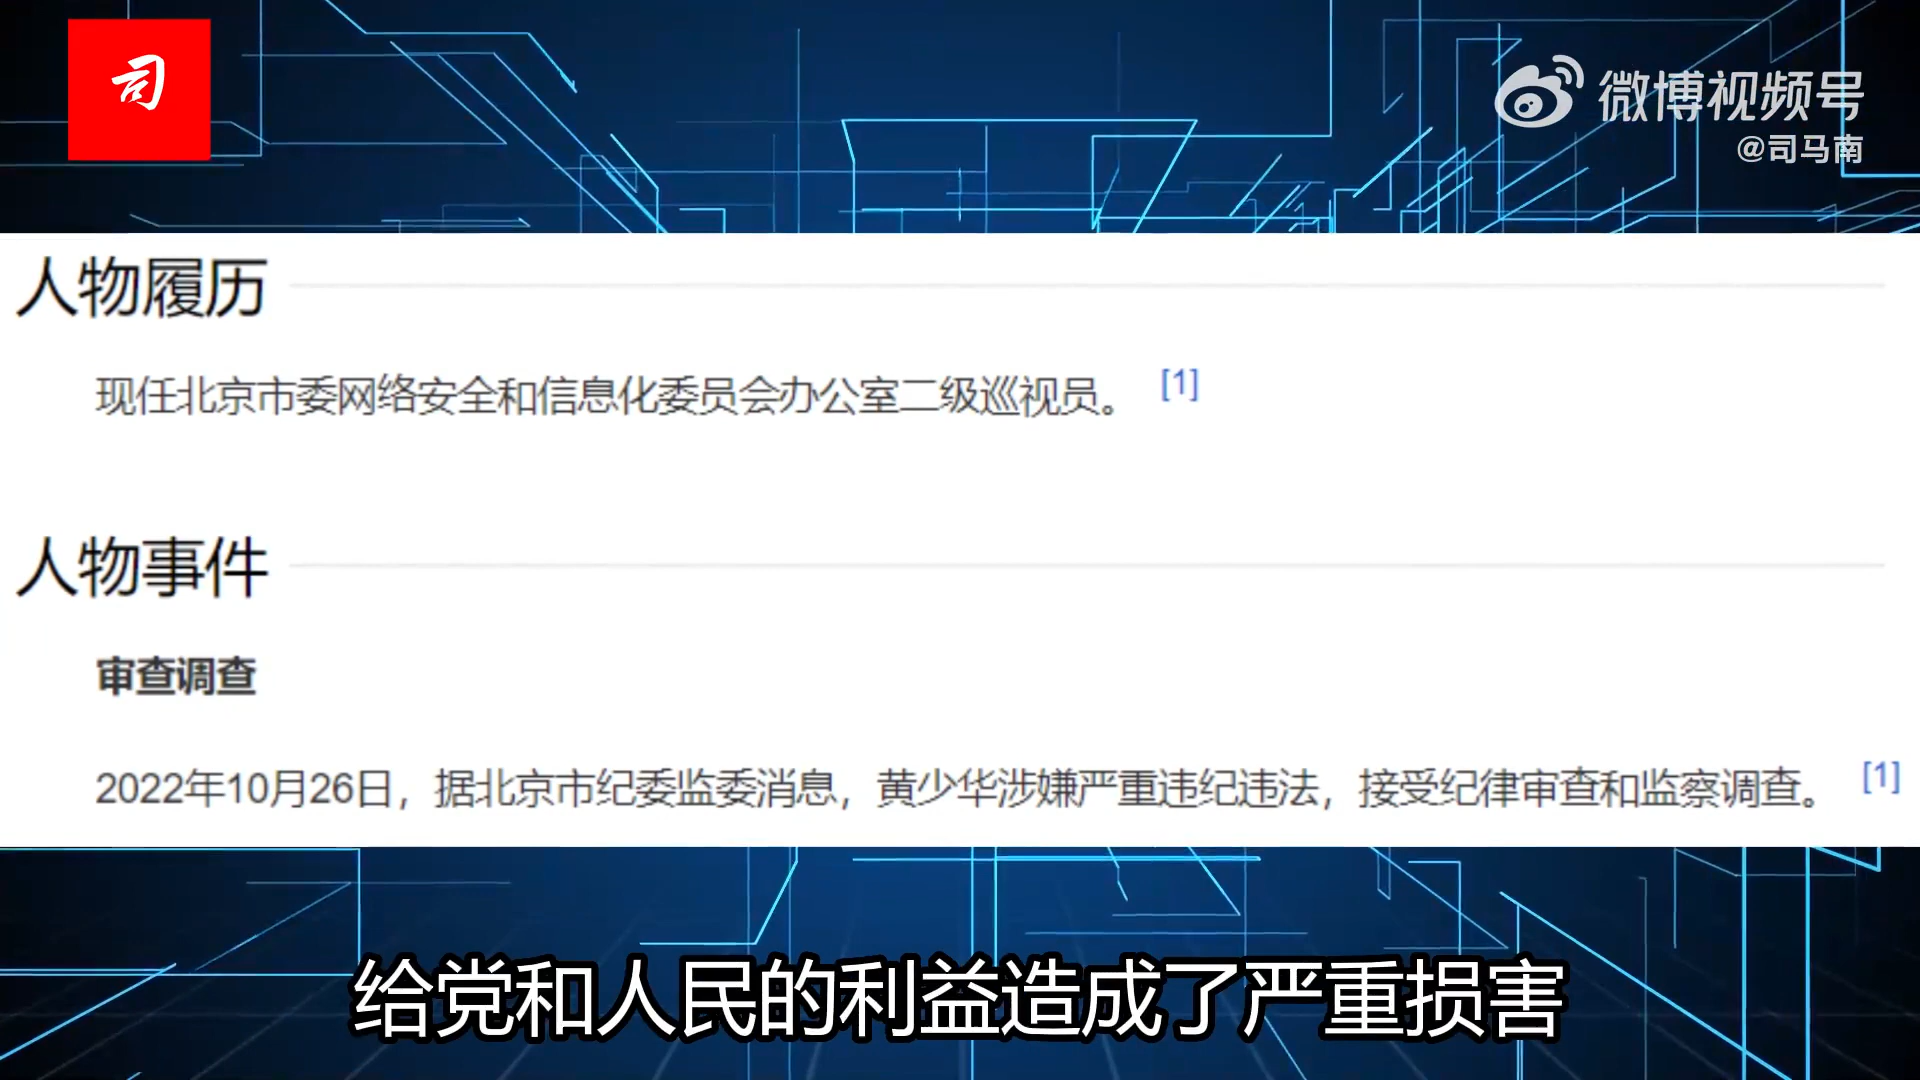 司
微博视频号
@司马南
人物履历
现任北京市委网络安全和信息化委员会办公室二级巡视员。 [1]
人物事件
审查调查
2022年10月26日，据北京市纪委监委消息，黄少华涉嫌严重违纪违法，接受纪律审查和监察调查。 [1]
给党和人民的利益造成了严重损害